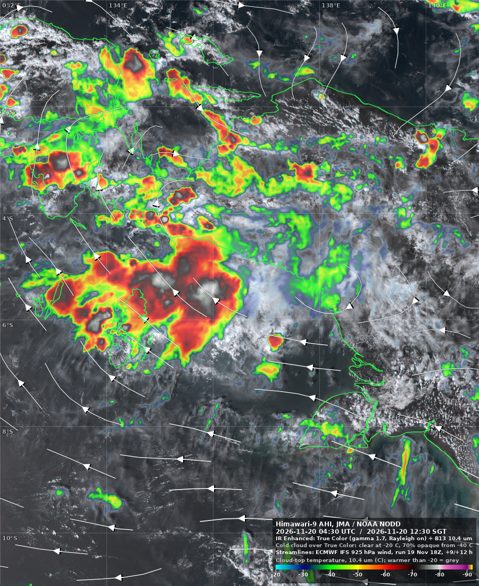 0°52'
134°E
138°E
4°S
6°S
8°S
10°S
Himawari-9 AHI, JMA / NOAA NODD
2026-11-20 04:30 UTC / 2026-11-20 12:30 SGT
IR Enhanced: True Color (gamma 1.7, Rayleigh on) + B13 10.4 um
Cold cloud over True Color: clear at -20 C, 70% opaque from -40 C
Streamlines: ECMWF IFS 925 hPa wind, run 19 Nov 18Z, +9/+12 h
Cloud-top temperature, 10.4 um (C); warmer than -20 = grey
-30 -40 -50 -60 -70 -80 -90